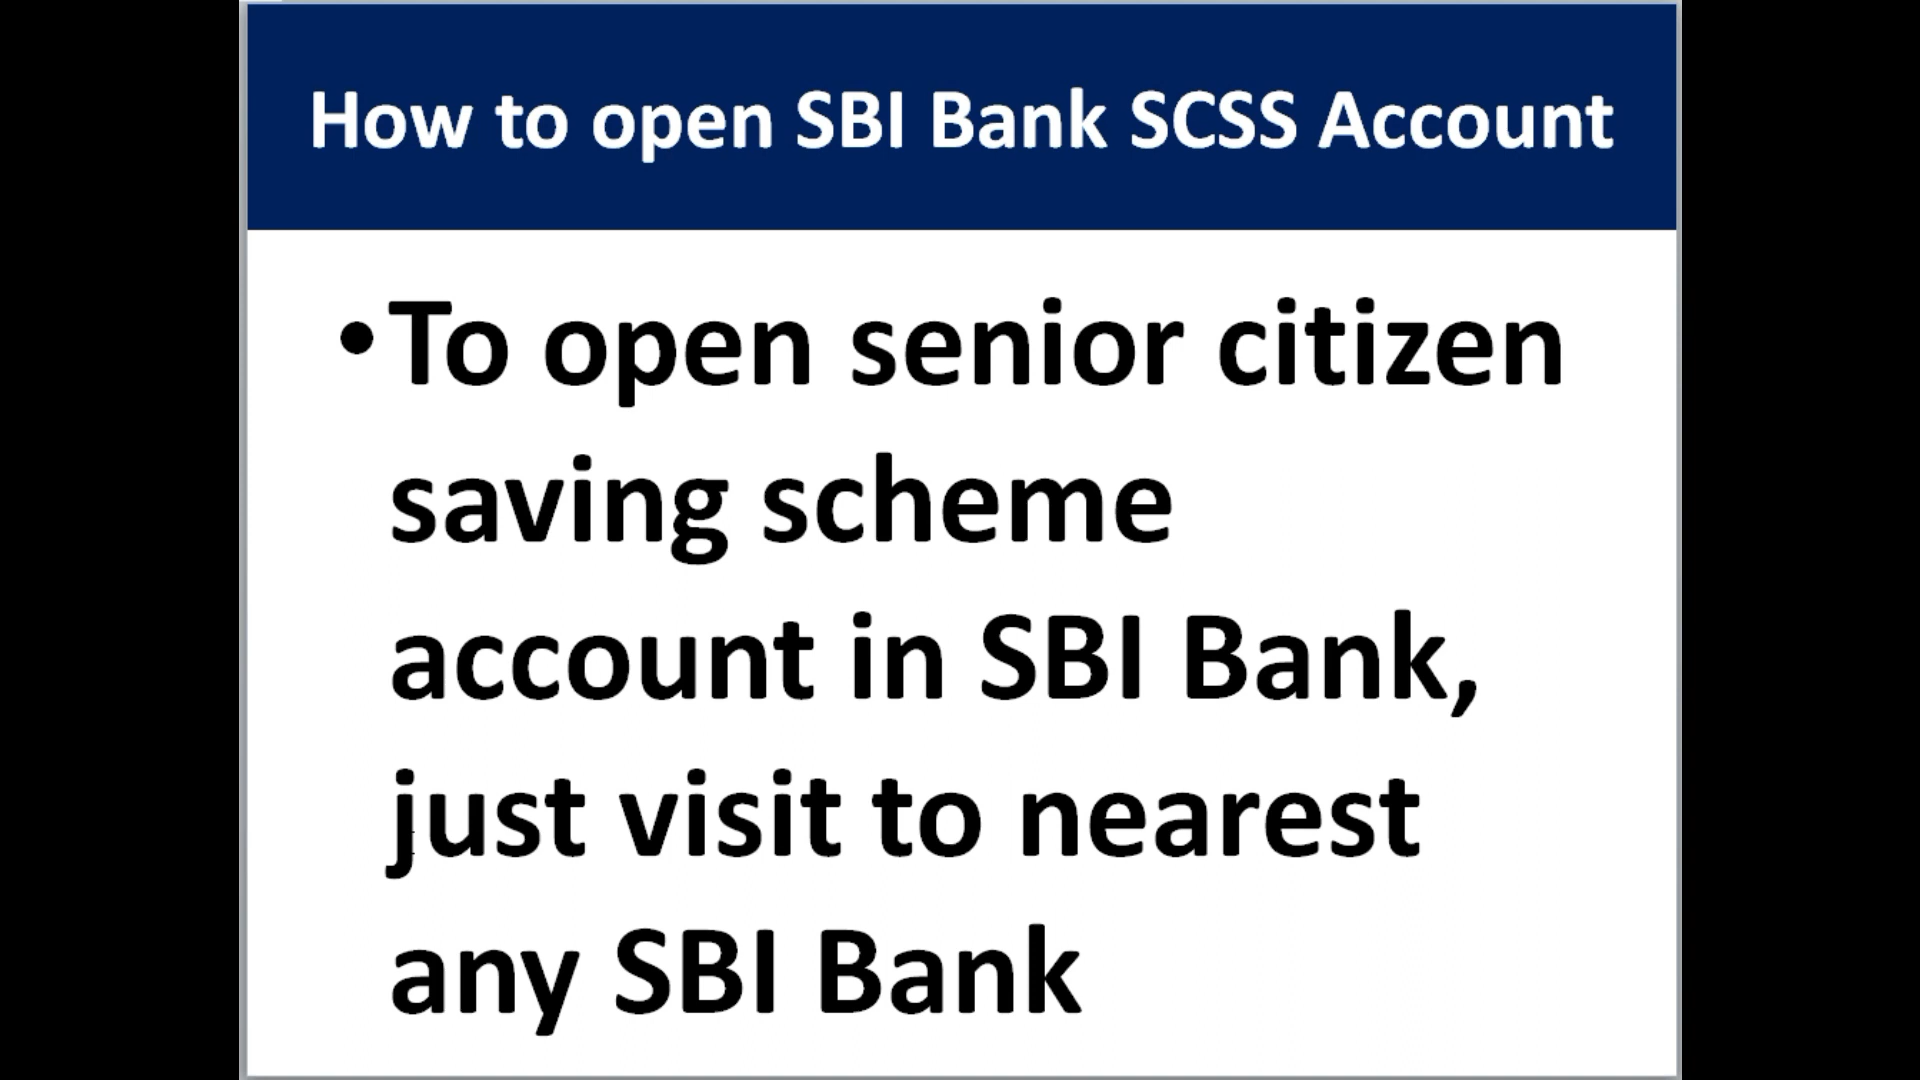 How to open SBI Bank SCSS Account
•To open senior citizen
saving scheme
account in SBI Bank,
just visit to nearest
any SBI Bank